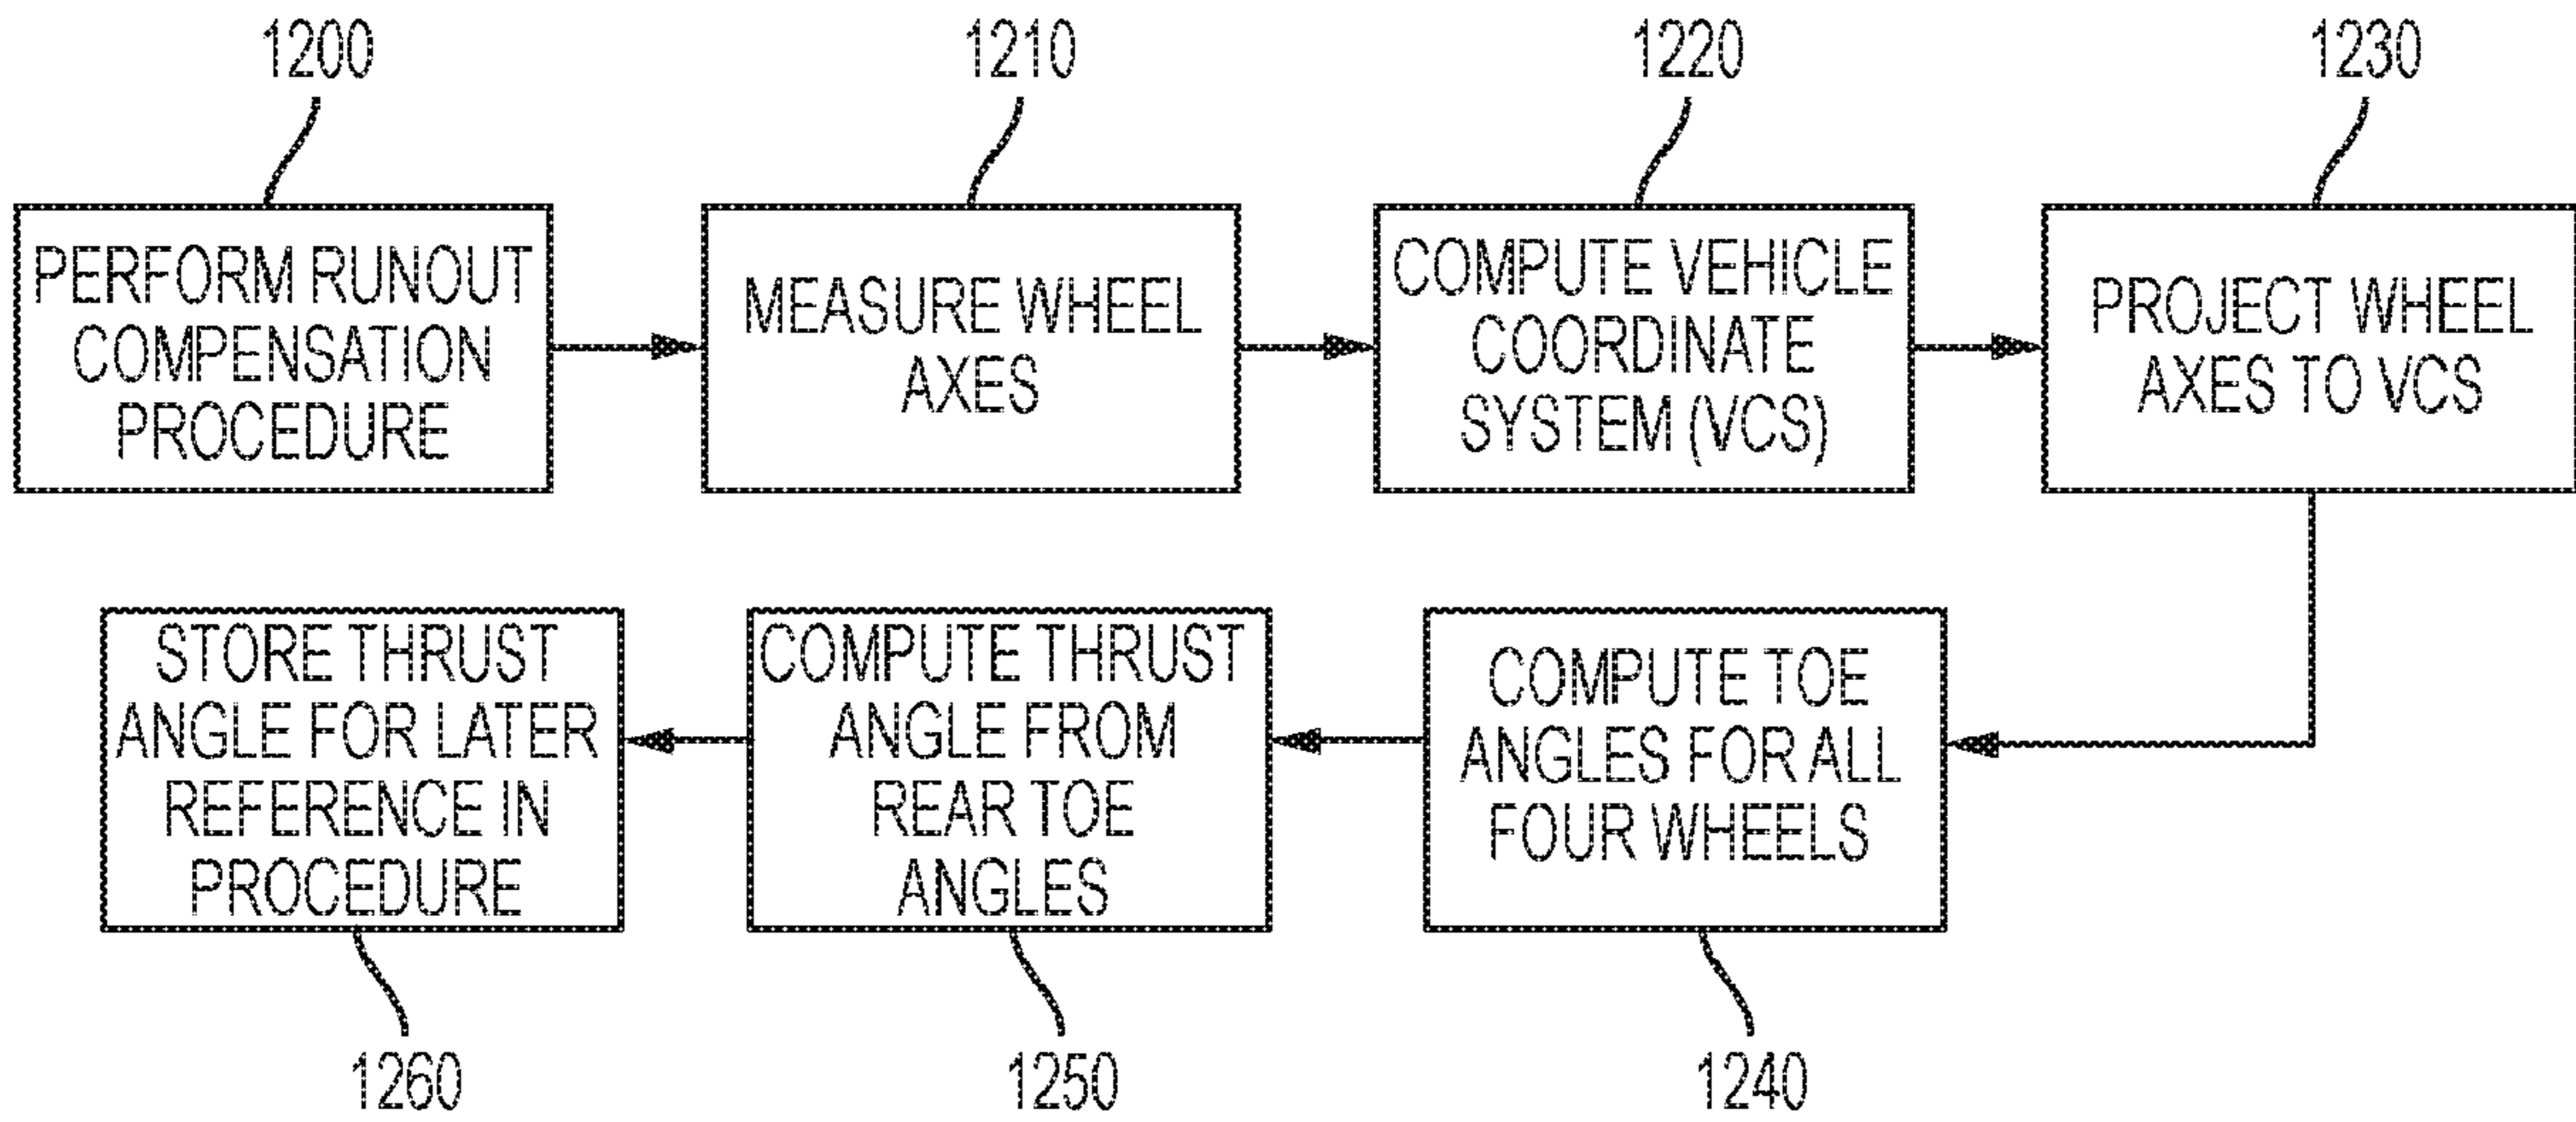 1200
1210
1220
1230
PERFORM RUNOUT
COMPENSATION
PROCEDURE
MEASURE WHEEL
AXES
COMPUTE VEHICLE
COORDINATE
SYSTEM (VCS)
PROJECT WHEEL
AXES TO VCS
STORE THRUST
ANGLE FOR LATER
REFERENCE IN
PROCEDURE
COMPUTE THRUST
ANGLE FROM
REAR TOE
ANGLES
COMPUTE TOE
ANGLES FOR ALL
FOUR WHEELS
1260
1250
1240